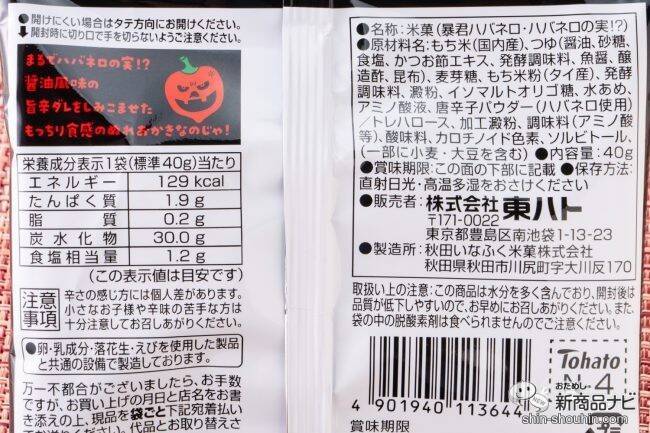 ●開けにくい場合はタテ方向にお開けください。
●開封時に切り口で手を切らないようご注意ください。
まるでハバネロの実!?
醤油風味の
旨辛ダレをしみこませた
もっちり食感のぬれおかきなのじゃ!
栄養成分表示1袋(標準40g)当たり
エネルギー 129 kcal
たんぱく質 1.9 g
脂質 0.2 g
炭水化物 30.0 g
食塩相当量 1.2 g
(この表示値は目安です)
注意事項
辛さの感じ方には個人差があります。
小さなお子様や辛味の苦手な方は
十分注意してお召しあがりください。
●卵・乳成分・落花生・えびを使用した製品
と共通の設備で製造しております。
万一不都合がございましたら、お手数
ですが、お買い上げの月日と店名をお書
き添えの上、現品を袋ごと下記宛着払い
でお送りください。代品とお取り替えさ
●名称:米菓(暴君ハバネロ・ハバネロの実!?)
●原材料名:もち米(国内産)、つゆ(醤油、砂糖、
食塩、かつお節エキス、発酵調味料、魚醤、醸
造酢、昆布)、麦芽糖、もち米粉(タイ産)、発酵
調味料、澱粉、イソマルトオリゴ糖、水あめ、
アミノ酸液、唐辛子パウダー(ハバネロ使用)
/トレハロース、加工澱粉、調味料(アミノ酸
等)、酸味料、カロチノイド色素、ソルビトール、
(一部に小麦・大豆を含む) ●内容量:40g
●賞味期限:この面の下部に記載 ●保存方法:
直射日光・高温多湿をおさけください
●販売者:株式会社 東ハト
〒171-0022
東京都豊島区南池袋1-13-23
●製造所:秋田いなふく米菓株式会社
秋田県秋田市川尻町字大川反170
取扱い上の注意:この商品は水分を多く含んでおり、開封後は
品質が低下しやすいので、お早めにお召しあがりください。また、
袋の中の脱酸素剤は食べられませんのでご注意ください。
4 901940 113644
Tohato
N-4
賞味期限
おためし
新商品ナビ
shin-shouhin.com